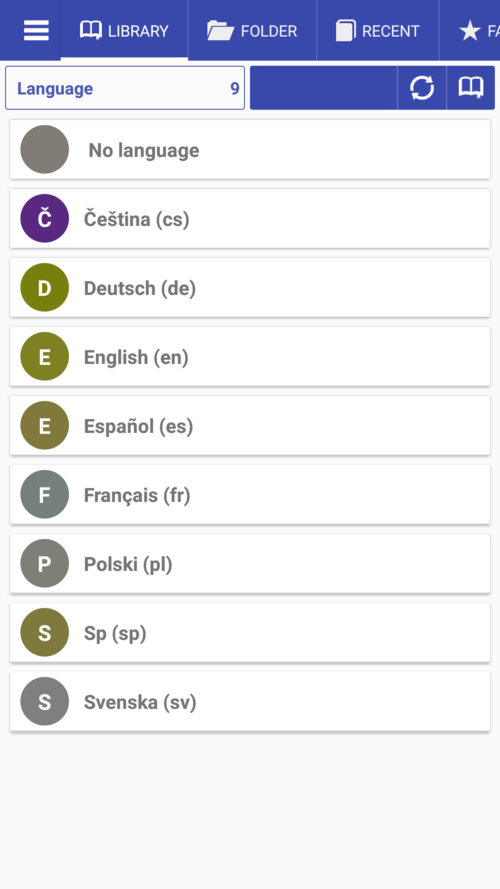 LIBRARY FOLDER RECENT FA
Language 9
No language
Č Čeština (cs)
D Deutsch (de)
E English (en)
E Español (es)
F Français (fr)
P Polski (pl)
S Sp (sp)
S Svenska (sv)